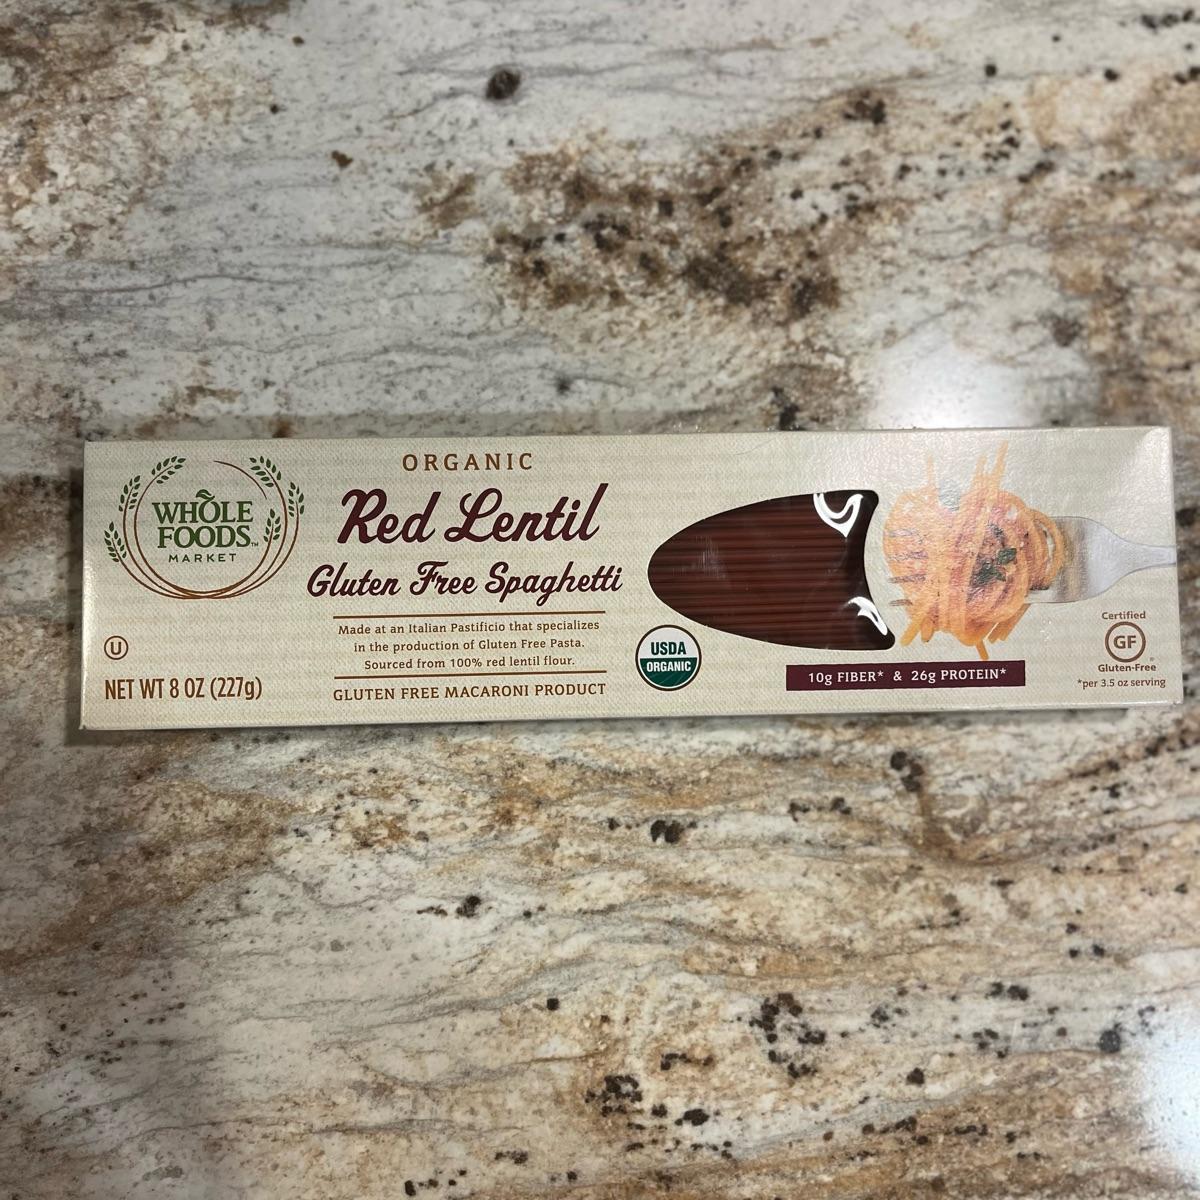 WHOLE
FOODS™
MARKET
U
NET WT 8 OZ (227g)
ORGANIC
Red Lentil
Gluten Free Spaghetti
Made at an Italian Pastificio that specializes
in the production of Gluten Free Pasta.
Sourced from 100% red lentil flour.
GLUTEN FREE MACARONI PRODUCT
USDA
ORGANIC
10g FIBER* & 26g PROTEIN*
Certified
GF
Gluten-Free®
*per 3.5 oz serving